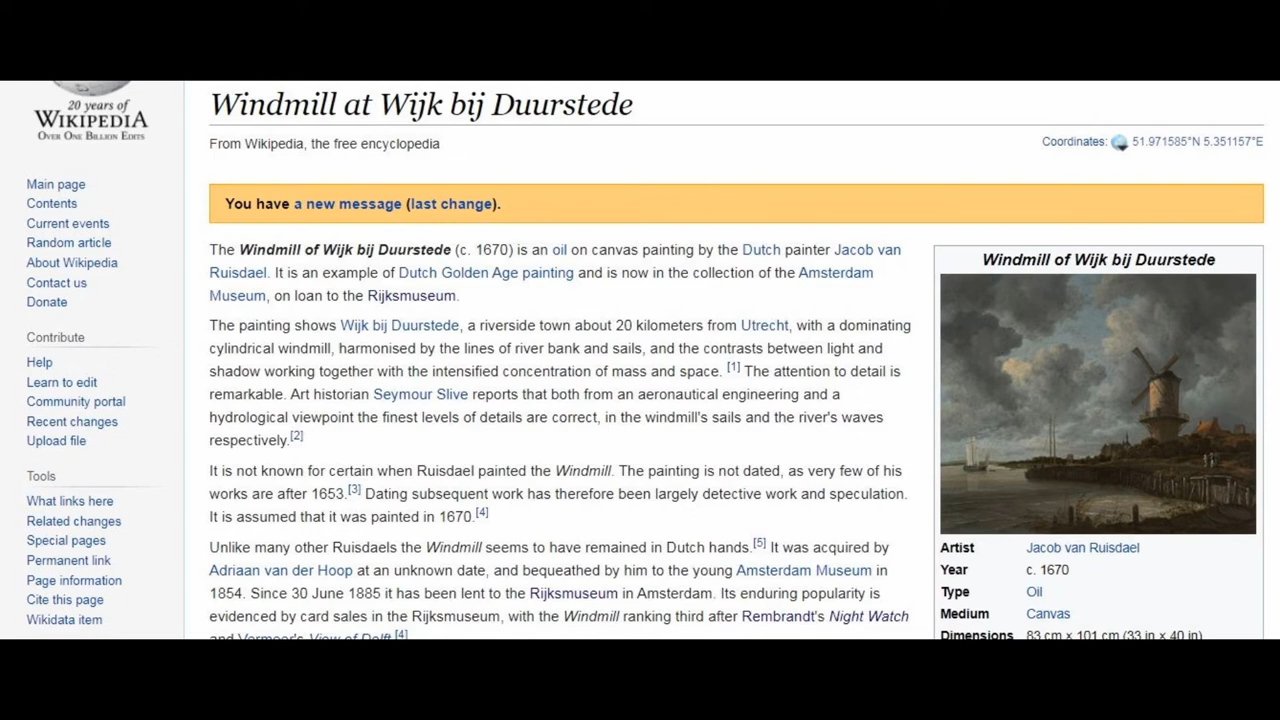 20 years of
WIKIPEDIA
OVER ONE BILLION EDITS
Main page
Contents
Current events
Random article
About Wikipedia
Contact us
Donate
Contribute
Help
Learn to edit
Community portal
Recent changes
Upload file
Tools
What links here
Related changes
Special pages
Permanent link
Page information
Cite this page
Wikidata item
Windmill at Wijk bij Duurstede
From Wikipedia, the free encyclopedia
Coordinates: 51.971585°N 5.351157°E
You have a new message (last change).
The Windmill of Wijk bij Duurstede (c. 1670) is an oil on canvas painting by the Dutch painter Jacob van
Ruisdael. It is an example of Dutch Golden Age painting and is now in the collection of the Amsterdam
Museum, on loan to the Rijksmuseum.
The painting shows Wijk bij Duurstede, a riverside town about 20 kilometers from Utrecht, with a dominating
cylindrical windmill, harmonised by the lines of river bank and sails, and the contrasts between light and
shadow working together with the intensified concentration of mass and space. [1] The attention to detail is
remarkable. Art historian Seymour Slive reports that both from an aeronautical engineering and a
hydrological viewpoint the finest levels of details are correct, in the windmill's sails and the river's waves
respectively.[2]
It is not known for certain when Ruisdael painted the Windmill. The painting is not dated, as very few of his
works are after 1653.[3] Dating subsequent work has therefore been largely detective work and speculation.
It is assumed that it was painted in 1670.[4]
Unlike many other Ruisdaels the Windmill seems to have remained in Dutch hands.[5] It was acquired by
Adriaan van der Hoop at an unknown date, and bequeathed by him to the young Amsterdam Museum in
1854. Since 30 June 1885 it has been lent to the Rijksmuseum in Amsterdam. Its enduring popularity is
evidenced by card sales in the Rijksmuseum, with the Windmill ranking third after Rembrandt's Night Watch
and Vermeer's View of Delft.[4]
Windmill of Wijk bij Duurstede
Artist Jacob van Ruisdael
Year c. 1670
Type Oil
Medium Canvas
Dimensions 83 cm × 101 cm (33 in × 40 in)